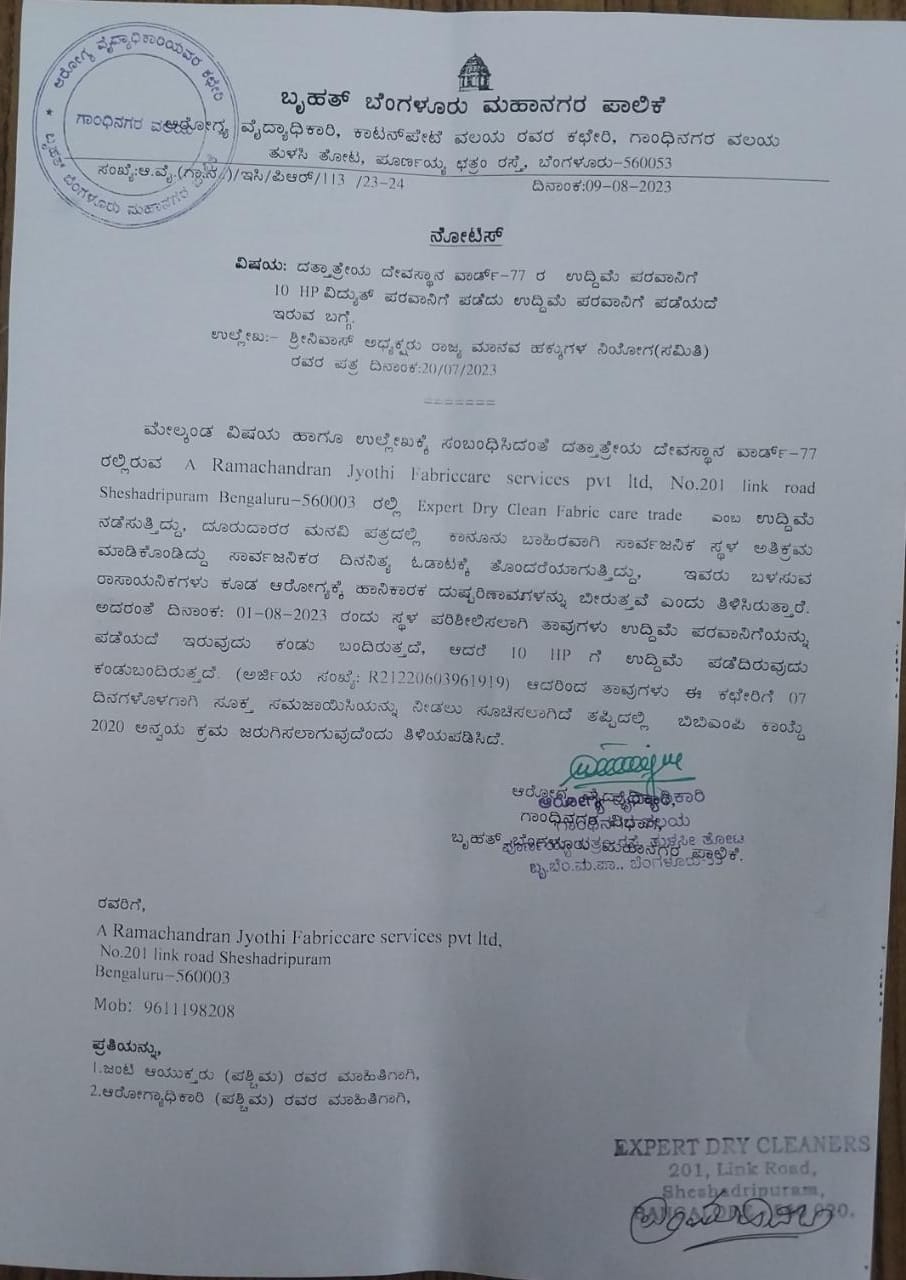 ಬೃಹತ್ ಬೆಂಗಳೂರು ಮಹಾನಗರ ಪಾಲಿಕೆ
ಆರೋಗ್ಯ ವೈದ್ಯಾಧಿಕಾರಿ, ಕಾಟನ್‌ಪೇಟೆ ವಲಯ ರವರ ಕಛೇರಿ, ಗಾಂಧಿನಗರ ವಲಯ
ತುಳಸಿ ತೋಟ, ಪೂರ್ಣಯ್ಯ ಛತ್ರಂ ರಸ್ತೆ, ಬೆಂಗಳೂರು-560053
ಆರೋಗ್ಯ ವೈದ್ಯಾಧಿಕಾರಿಯವರ ಕಛೇರಿ
ಗಾಂಧಿನಗರ
* ಬೃಹತ್ ಬೆಂಗಳೂರು ಮಹಾನಗರ
ಸಂಖ್ಯೆ:ಆ.ವೈ.(ಗ್ರಾ.ನ.)/ಇಸಿ/ಪಿಆರ್/113 /23-24 ದಿನಾಂಕ:09-08-2023
ನೋಟಿಸ್
ವಿಷಯ: ದತ್ತಾತ್ರೇಯ ದೇವಸ್ಥಾನ ವಾರ್ಡ್-77 ರ ಉದ್ದಿಮೆ ಪರವಾನಿಗೆ
10 HP ವಿದ್ಯುತ್ ಪರವಾನಿಗೆ ಪಡೆದು ಉದ್ದಿಮೆ ಪರವಾನಿಗೆ ಪಡೆಯದೆ
ಇರುವ ಬಗ್ಗೆ.
ಉಲ್ಲೇಖ:- ಶ್ರೀನಿವಾಸ್ ಅಧ್ಯಕ್ಷರು ರಾಜ್ಯ ಮಾನವ ಹಕ್ಕುಗಳ ನಿಯೋಗ(ಸಮಿತಿ)
ರವರ ಪತ್ರ ದಿನಾಂಕ:20/07/2023
=======
ಮೇಲ್ಕಂಡ ವಿಷಯ ಹಾಗೂ ಉಲ್ಲೇಖಕ್ಕೆ ಸಂಬಂಧಿಸಿದಂತೆ ದತ್ತಾತ್ರೇಯ ದೇವಸ್ಥಾನ ವಾರ್ಡ್-77
ರಲ್ಲಿರುವ A Ramachandran Jyothi Fabriccare services pvt ltd, No.201 link road
Sheshadripuram Bengaluru-560003 ರಲ್ಲಿ Expert Dry Clean Fabric care trade ಎಂಬ ಉದ್ದಿಮೆ
ನಡೆಸುತ್ತಿದ್ದು, ದೂರುದಾರರ ಮನವಿ ಪತ್ರದಲ್ಲಿ ಕಾನೂನು ಬಾಹಿರವಾಗಿ ಸಾರ್ವಜನಿಕ ಸ್ಥಳ ಅತಿಕ್ರಮ
ಮಾಡಿಕೊಂಡಿದ್ದು ಸಾರ್ವಜನಿಕರ ದಿನನಿತ್ಯ ಓಡಾಟಕ್ಕೆ ತೊಂದರೆಯಾಗುತ್ತಿದ್ದು, ಇವರು ಬಳಸುವ
ರಾಸಾಯನಿಕಗಳು ಕೂಡ ಆರೋಗ್ಯಕ್ಕೆ ಹಾನಿಕಾರಕ ದುಷ್ಪರಿಣಾಮಗಳನ್ನು ಬೀರುತ್ತವೆ ಎಂದು ತಿಳಿಸಿರುತ್ತಾರೆ.
ಅದರಂತೆ ದಿನಾಂಕ: 01-08-2023 ರಂದು ಸ್ಥಳ ಪರಿಶೀಲಿಸಲಾಗಿ ತಾವುಗಳು ಉದ್ದಿಮೆ ಪರವಾನಿಗೆಯನ್ನು
ಪಡೆಯದೆ ಇರುವುದು ಕಂಡು ಬಂದಿರುತ್ತದೆ, ಆದರೆ 10 HP ಗೆ ಉದ್ದಿಮೆ ಪಡೆದಿರುವುದು
ಕಂಡುಬಂದಿರುತ್ತದೆ. (ಅರ್ಜಿಯ ಸಂಖ್ಯೆ: R21220603961919) ಆದರಿಂದ ತಾವುಗಳು ಈ ಕಛೇರಿಗೆ 07
ದಿನಗಳೊಳಗಾಗಿ ಸೂಕ್ತ ಸಮಜಾಯಿಸಿಯನ್ನು ನೀಡಲು ಸೂಚಿಸಲಾಗಿದೆ ತಪ್ಪಿದಲ್ಲಿ ಬಿಬಿಎಂಪಿ ಕಾಯ್ದೆ
2020 ಅನ್ವಯ ಕ್ರಮ ಜರುಗಿಸಲಾಗುವುದೆಂದು ತಿಳಿಯಪಡಿಸಿದೆ.
ಆರೋಗ್ಯ ವೈದ್ಯಾಧಿಕಾರಿ
ಗಾಂಧಿನಗರ ವಲಯ
ಬೃಹತ್ ಬೆಂಗಳೂರು ಮಹಾನಗರ ಪಾಲಿಕೆ.
ಬೃ.ಬೆಂ.ಮ.ಪಾ., ಬೆಂಗಳೂರು-53
ರವರಿಗೆ,
A Ramachandran Jyothi Fabriccare services pvt ltd,
No.201 link road Sheshadripuram
Bengaluru-560003
Mob: 9611198208
ಪ್ರತಿಯನ್ನು,
1.ಜಂಟಿ ಆಯುಕ್ತರು (ಪಶ್ಚಿಮ) ರವರ ಮಾಹಿತಿಗಾಗಿ,
2.ಆರೋಗ್ಯಾಧಿಕಾರಿ (ಪಶ್ಚಿಮ) ರವರ ಮಾಹಿತಿಗಾಗಿ,
EXPERT DRY CLEANERS
201, Link Road,
Sheshadripuram,
BANGALORE - 560 020.